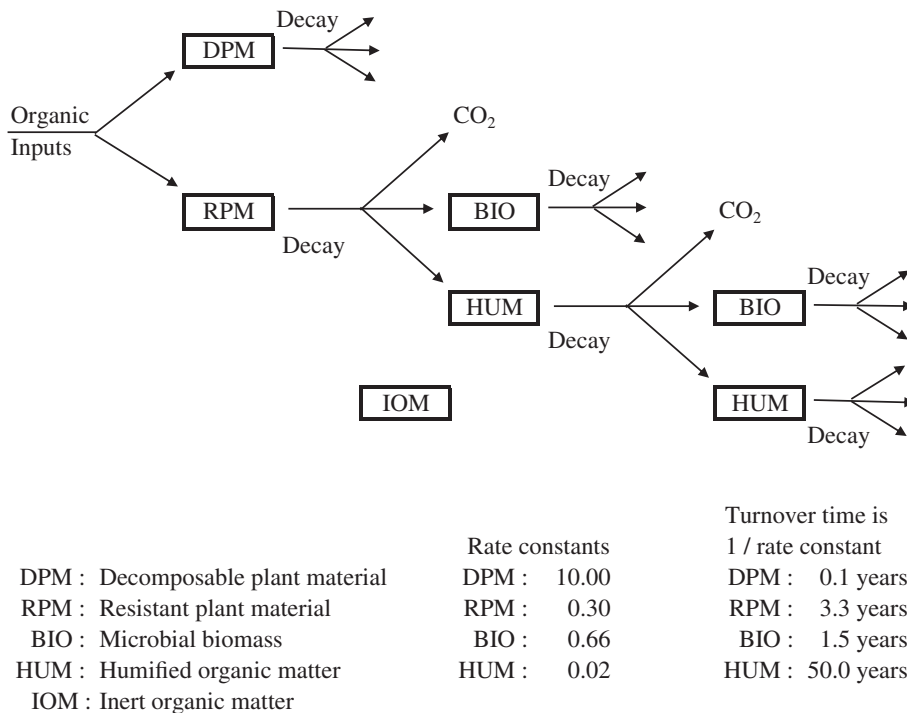 Decay
DPM
Organic
Inputs
CO₂
RPM
Decay
BIO
Decay
CO₂
HUM
Decay
BIO
Decay
IOM
HUM
Decay
Turnover time is
Rate constants 1 / rate constant
DPM : Decomposable plant material DPM : 10.00 DPM : 0.1 years
RPM : Resistant plant material RPM : 0.30 RPM : 3.3 years
BIO : Microbial biomass BIO : 0.66 BIO : 1.5 years
HUM : Humified organic matter HUM : 0.02 HUM : 50.0 years
IOM : Inert organic matter